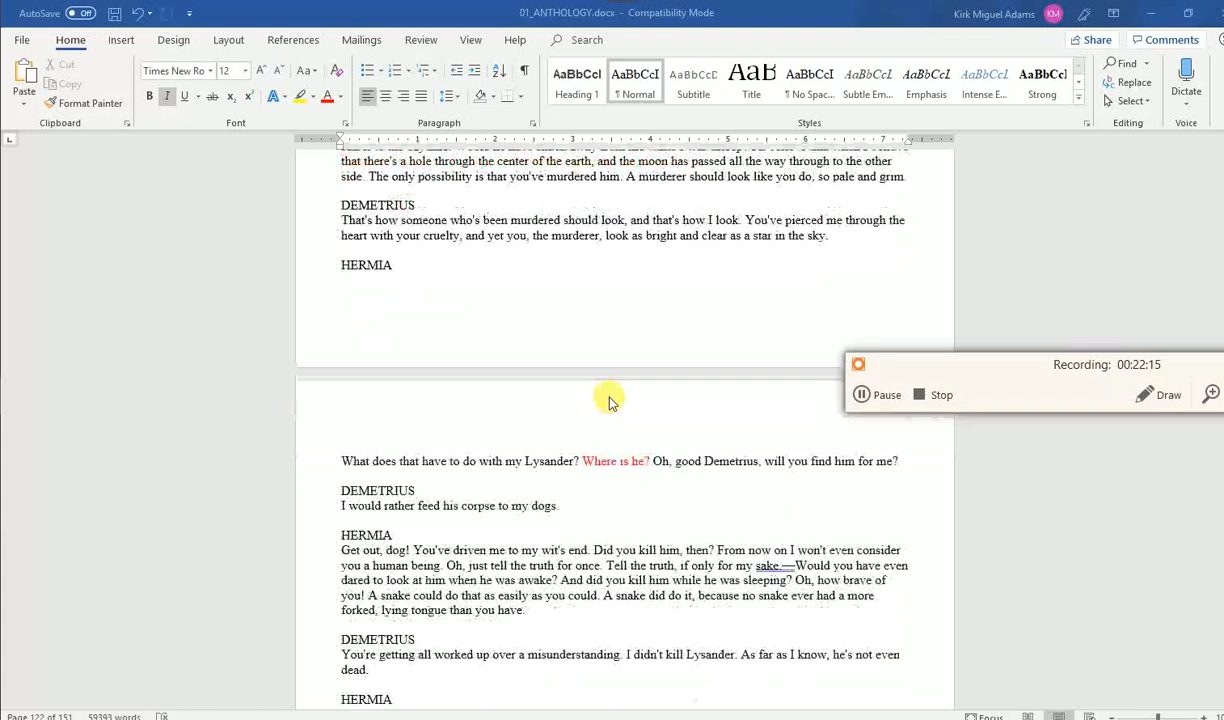 AutoSave Off 01_ANTHOLOGY.docx - Compatibility Mode Kirk Miguel Adams KM
File Home Insert Design Layout References Mailings Review View Help Search Share Comments
Paste Cut Copy Format Painter
Times New Ro 12 Aa A
B I U ab x₂ x² A A
AaBbCcI AaBbCcI AaBbCcD AaB AaBbCcI AaBbCcI AaBbCcI AaBbCcI AaBbCcI
Heading 1 ¶ Normal Subtitle Title ¶ No Spac... Subtle Em... Emphasis Intense E... Strong
Find Replace Select Dictate
Clipboard Font Paragraph Styles Editing Voice
1 2 3 4 5 6 7
that there's a hole through the center of the earth, and the moon has passed all the way through to the other
side. The only possibility is that you've murdered him. A murderer should look like you do, so pale and grim.
DEMETRIUS
That's how someone who's been murdered should look, and that's how I look. You've pierced me through the
heart with your cruelty, and yet you, the murderer, look as bright and clear as a star in the sky.
HERMIA
Recording: 00:22:15
Pause Stop Draw
What does that have to do with my Lysander? Where is he? Oh, good Demetrius, will you find him for me?
DEMETRIUS
I would rather feed his corpse to my dogs.
HERMIA
Get out, dog! You've driven me to my wit's end. Did you kill him, then? From now on I won't even consider
you a human being. Oh, just tell the truth for once. Tell the truth, if only for my sake.—Would you have even
dared to look at him when he was awake? And did you kill him while he was sleeping? Oh, how brave of
you! A snake could do that as easily as you could. A snake did do it, because no snake ever had a more
forked, lying tongue than you have.
DEMETRIUS
You're getting all worked up over a misunderstanding. I didn't kill Lysander. As far as I know, he's not even
dead.
HERMIA
Page 122 of 151 59393 words Focus